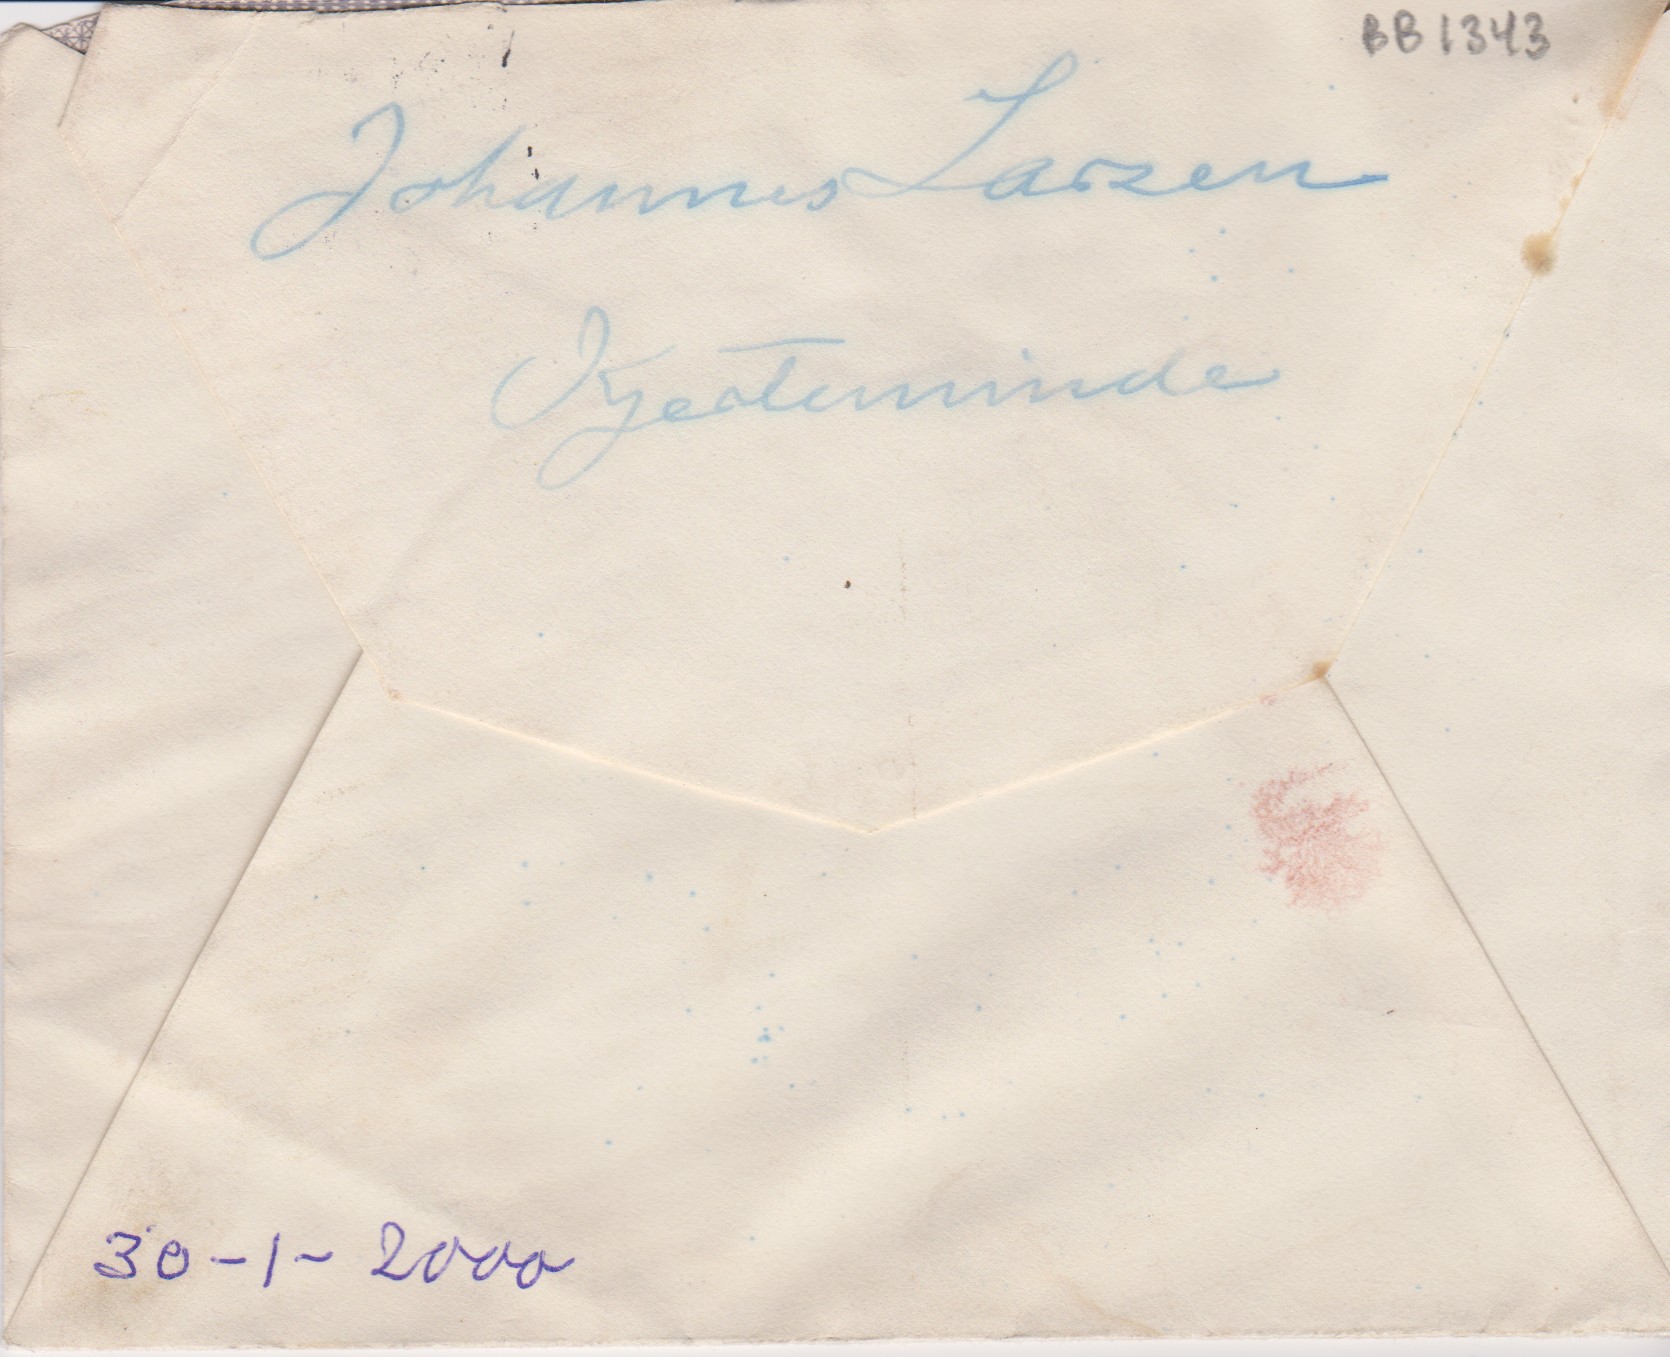 BB1343
Johannes Larsen
Kjerteminde
30-1-2000